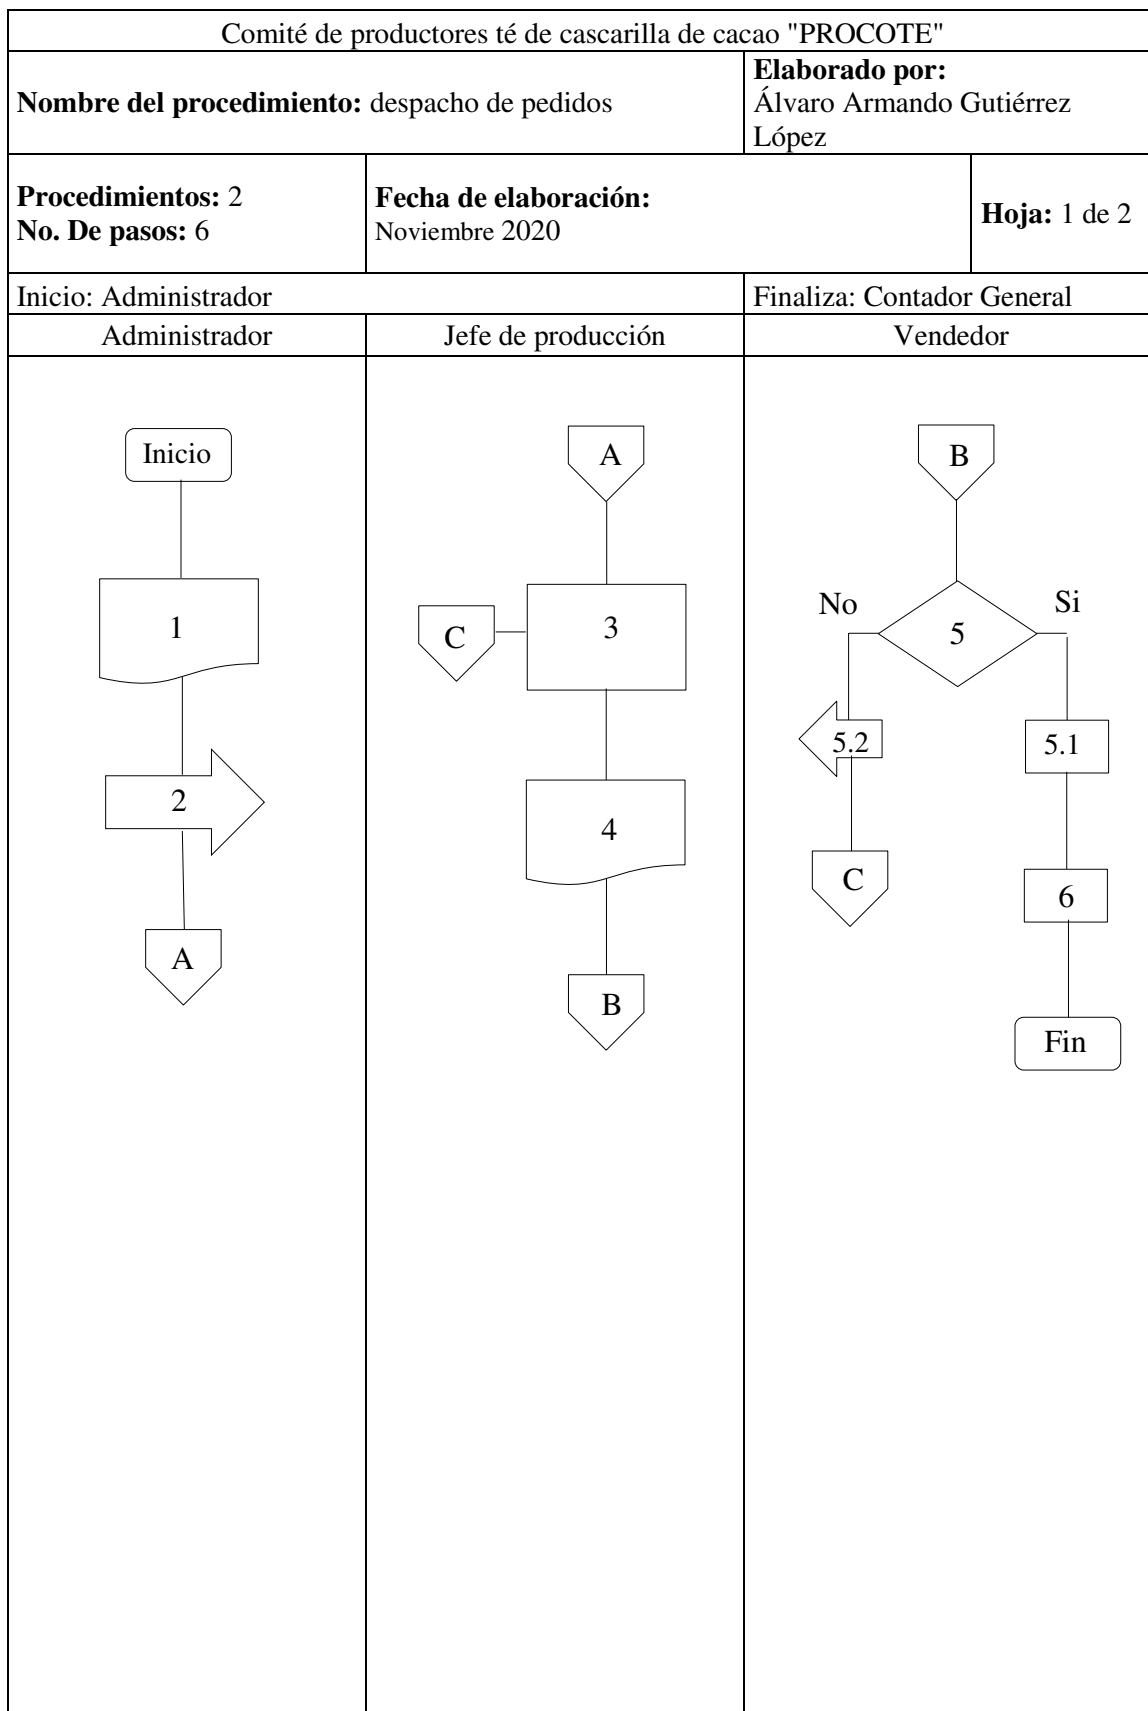 Comité de productores té de cascarilla de cacao "PROCOTE"
Nombre del procedimiento: despacho de pedidos
Elaborado por:
Álvaro Armando Gutiérrez
López
Procedimientos: 2
No. De pasos: 6
Fecha de elaboración:
Noviembre 2020
Hoja: 1 de 2
Inicio: Administrador
Finaliza: Contador General
Administrador
Jefe de producción
Vendedor
Inicio
1
2
A
A
C
3
4
B
B
No
Si
5
5.2
5.1
C
6
Fin